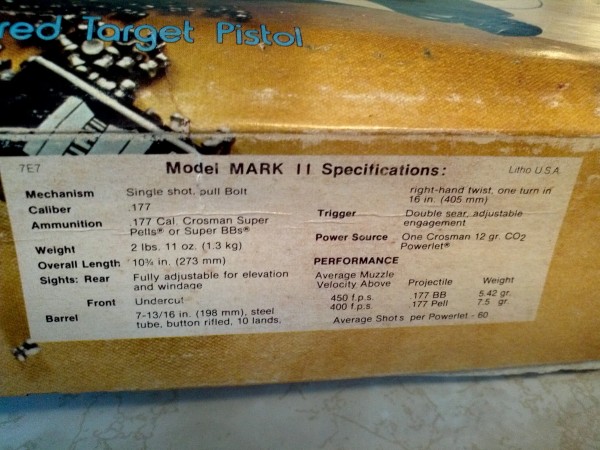 red Target Pistol
7E7
Model MARK II Specifications:
Litho U.S.A.
Mechanism Single shot, pull Bolt
Caliber .177
Ammunition .177 Cal. Crosman Super
Pells® or Super BBs®
Weight 2 lbs. 11 oz. (1.3 kg)
Overall Length 10¾ in. (273 mm)
Sights: Rear Fully adjustable for elevation
and windage
Front Undercut
Barrel 7-13/16 in. (198 mm), steel
tube, button rifled, 10 lands,
right-hand twist, one turn in
16 in. (405 mm)
Trigger Double sear, adjustable
engagement
Power Source One Crosman 12 gr. CO2
Powerlet®
PERFORMANCE
Average Muzzle
Velocity Above Projectile Weight
450 f.p.s. .177 BB 5.42 gr.
400 f.p.s. .177 Pell 7.5 gr.
Average Shots per Powerlet - 60